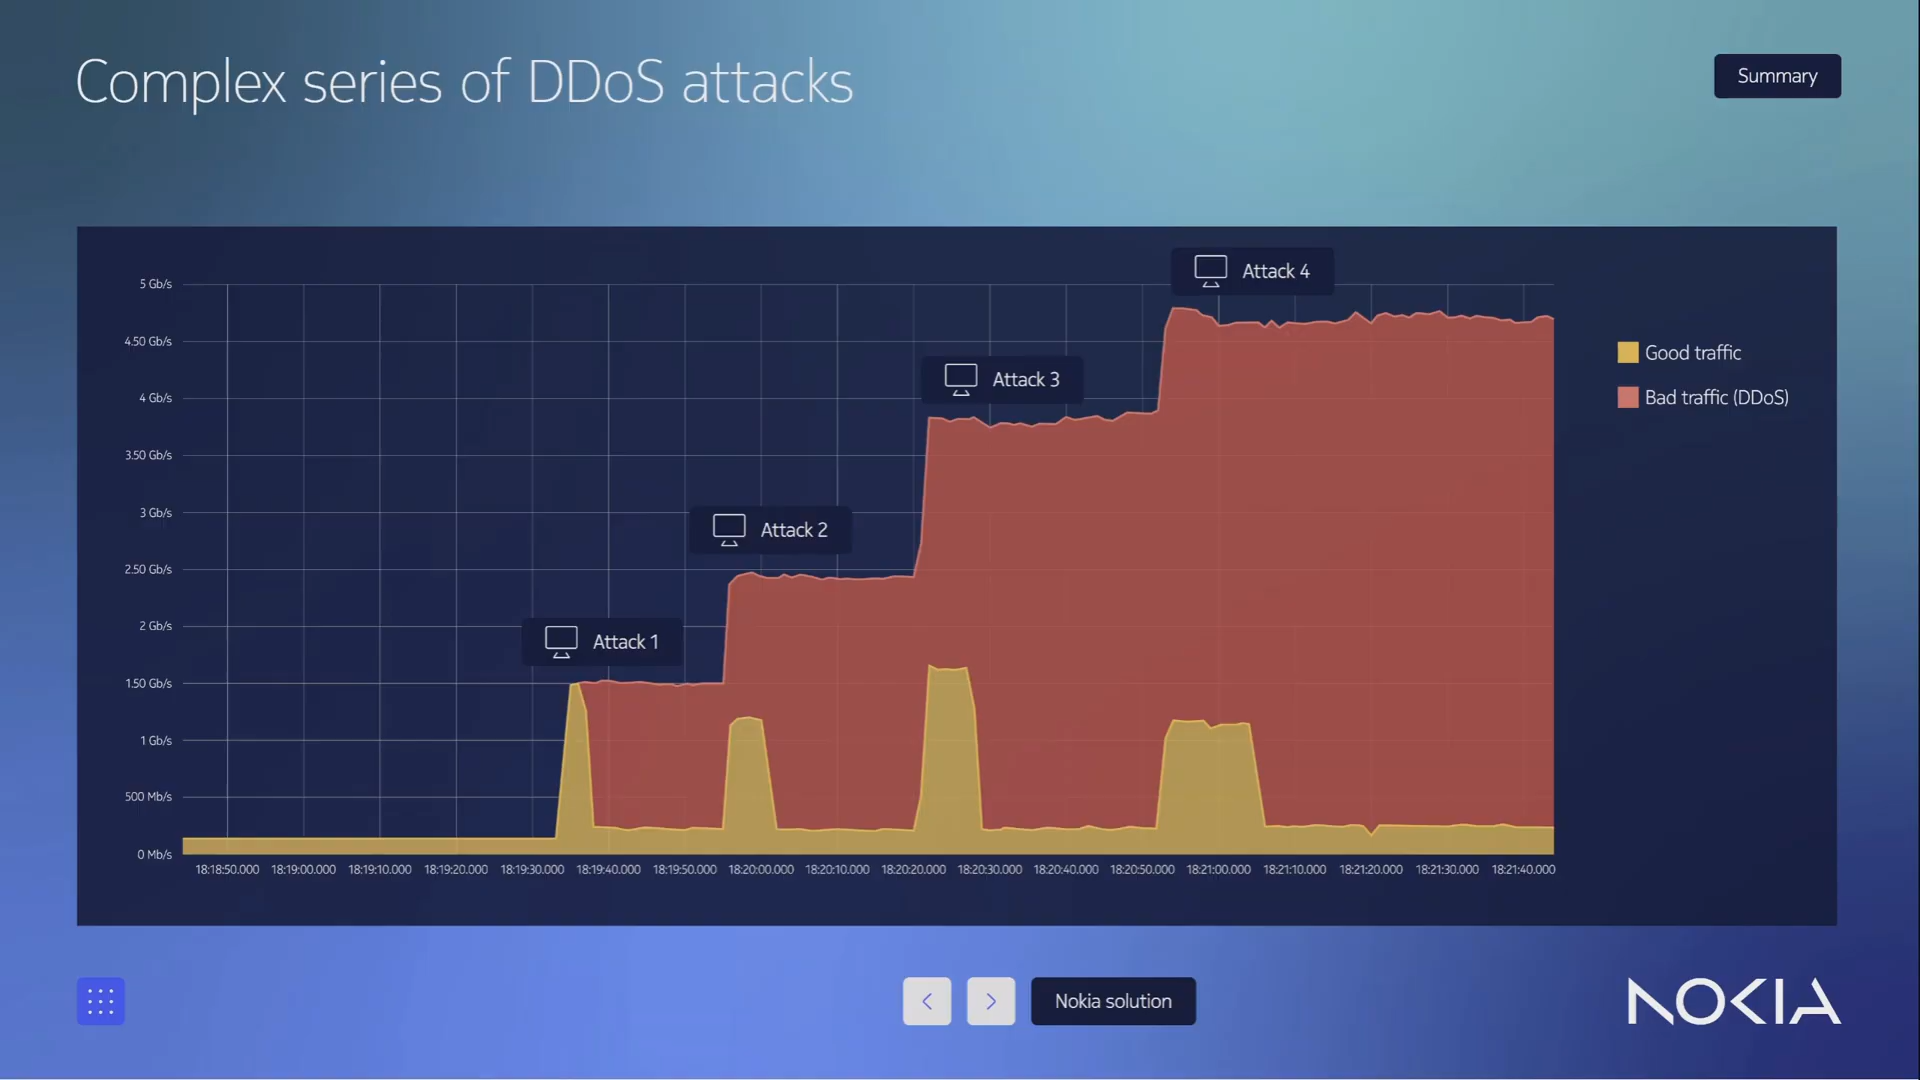 Complex series of DDoS attacks
Summary
Attack 4
5 Gb/s
4.50 Gb/s
Good traffic
Attack 3
4 Gb/s
Bad traffic (DDoS)
3.50 Gb/s
3 Gb/s
Attack 2
2.50 Gb/s
2 Gb/s
Attack 1
1.50 Gb/s
1 Gb/s
500 Mb/s
0 Mb/s
18:18:50.000 18:19:00.000 18:19:10.000 18:19:20.000 18:19:30.000 18:19:40.000 18:19:50.000 18:20:00.000 18:20:10.000 18:20:20.000 18:20:30.000 18:20:40.000 18:20:50.000 18:21:00.000 18:21:10.000 18:21:20.000 18:21:30.000 18:21:40.000
Nokia solution
NOKIA